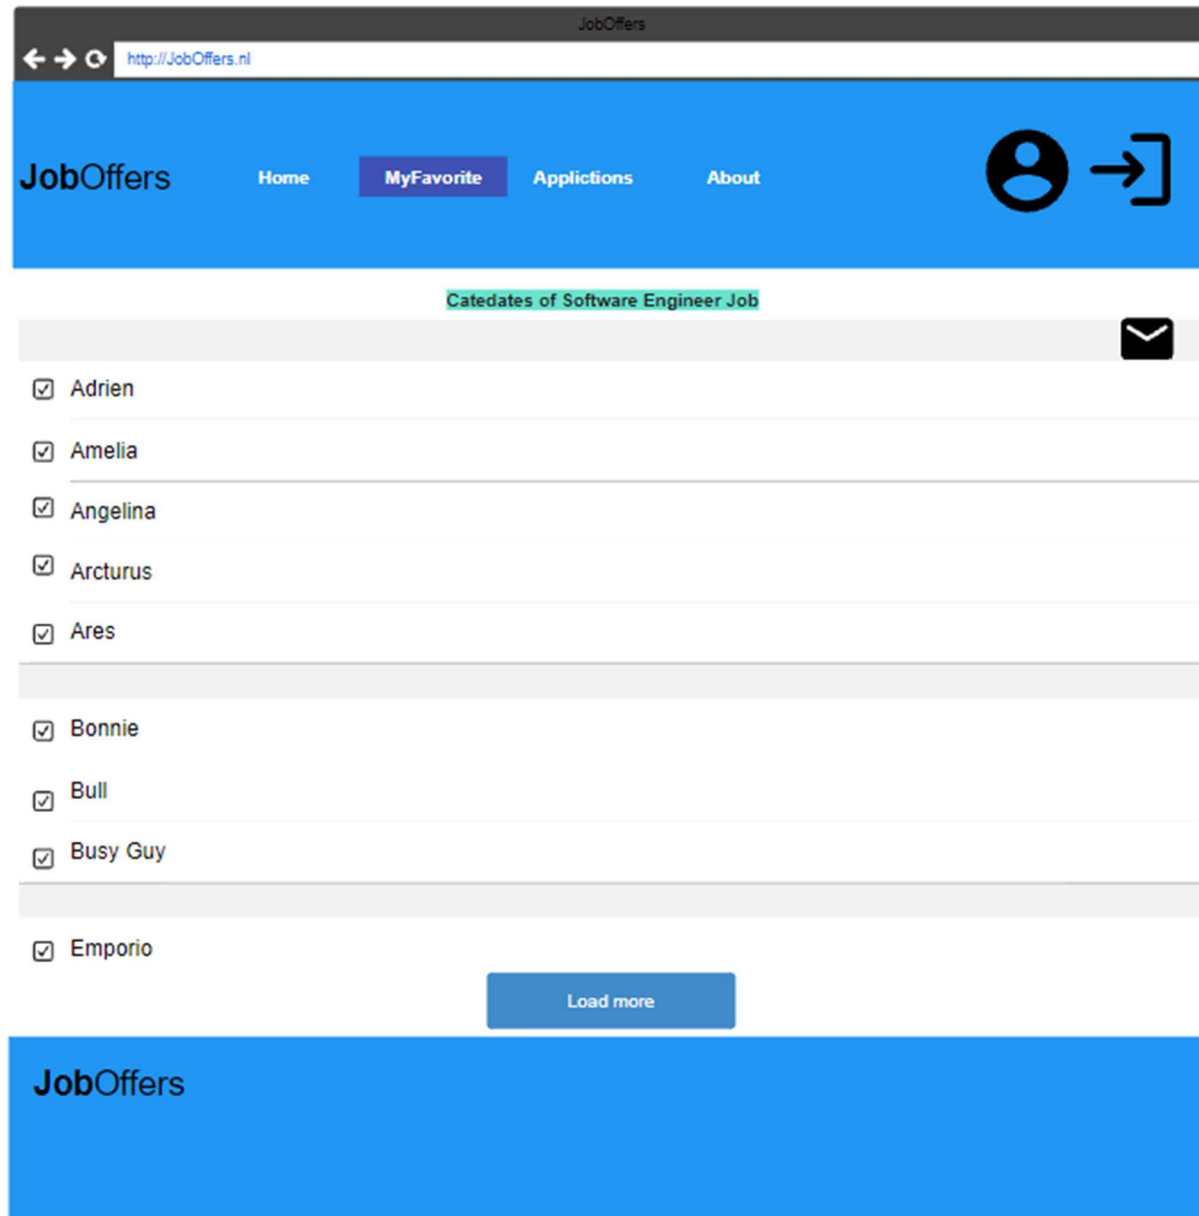 JobOffers
http://JobOffers.nl
JobOffers Home MyFavorite Applictions About
Catedates of Software Engineer Job
Adrien
Amelia
Angelina
Arcturus
Ares
Bonnie
Bull
Busy Guy
Emporio
Load more
JobOffers